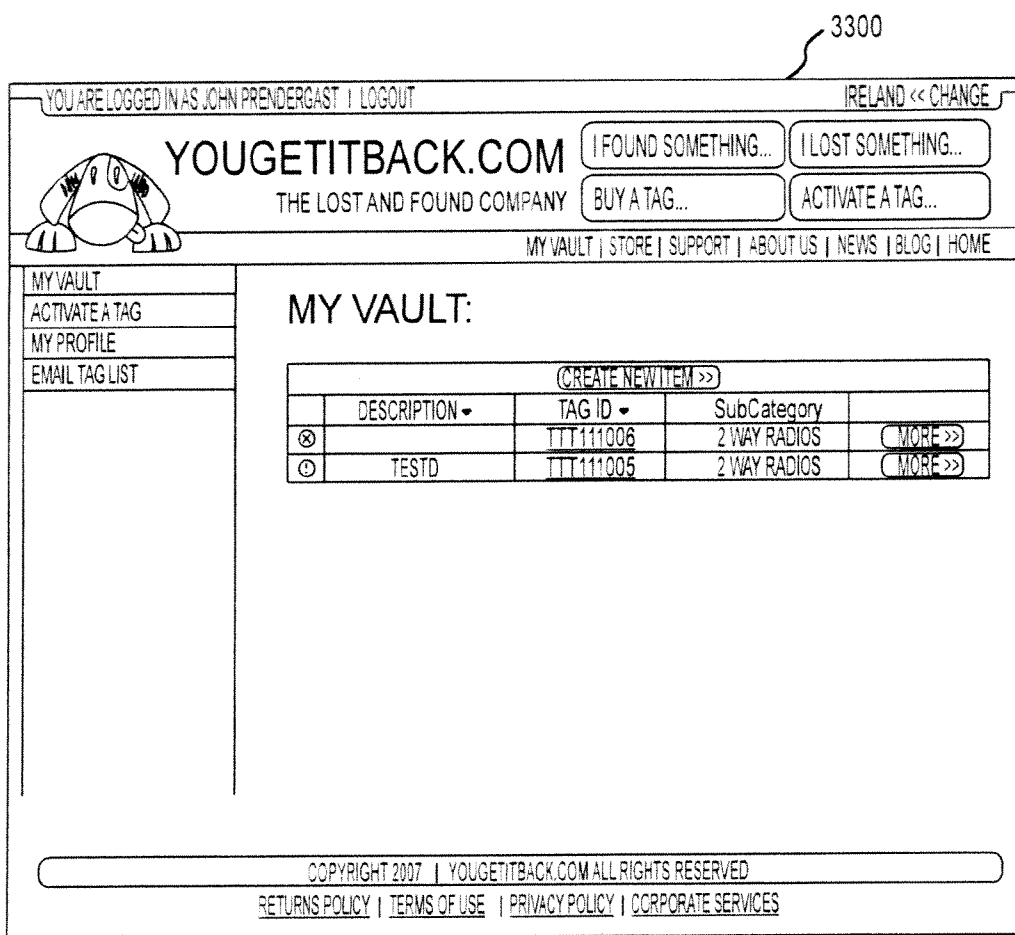 3300
YOU ARE LOGGED IN AS JOHN PRENDERGAST | LOGOUT
IRELAND << CHANGE
YOUGETITBACK.COM
THE LOST AND FOUND COMPANY
I FOUND SOMETHING...
I LOST SOMETHING...
BUY A TAG...
ACTIVATE A TAG...
MY VAULT | STORE | SUPPORT | ABOUT US | NEWS | BLOG | HOME
MY VAULT
ACTIVATE A TAG
MY PROFILE
EMAIL TAG LIST
MY VAULT:
CREATE NEW ITEM >>
DESCRIPTION TAG ID SubCategory
TTT111006 2 WAY RADIOS MORE >>
TESTD TTT111005 2 WAY RADIOS MORE >>
COPYRIGHT 2007 | YOUGETITBACK.COM ALL RIGHTS RESERVED
RETURNS POLICY | TERMS OF USE | PRIVACY POLICY | CORPORATE SERVICES